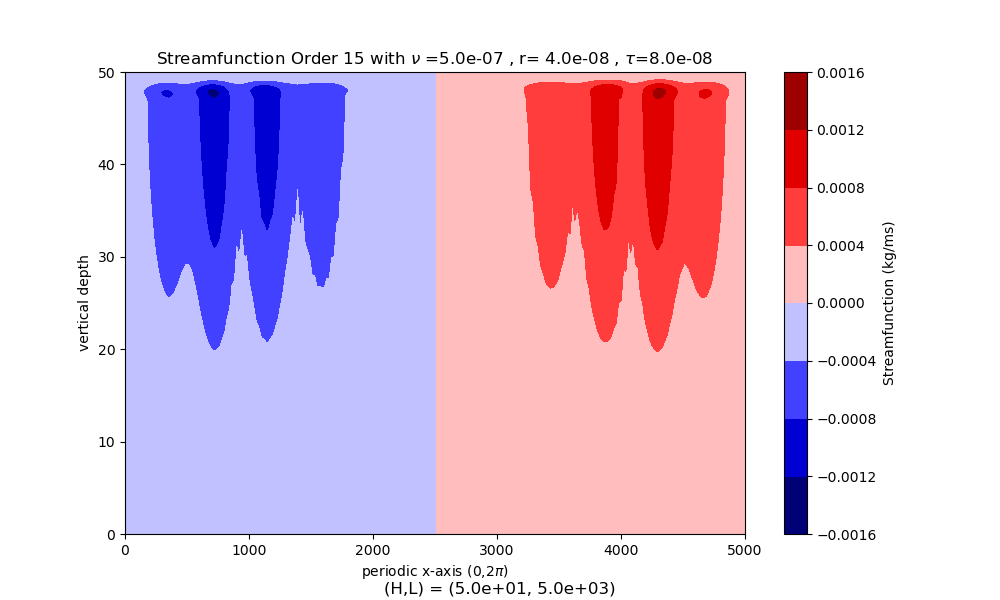 Streamfunction Order 15 with ν =5.0e-07 , r= 4.0e-08 , τ=8.0e-08
50
40
30
20
10
0
vertical depth
0 1000 2000 3000 4000 5000
periodic x-axis (0,2π)
(H,L) = (5.0e+01, 5.0e+03)
0.0016
0.0012
0.0008
0.0004
0.0000
−0.0004
−0.0008
−0.0012
−0.0016
Streamfunction (kg/ms)